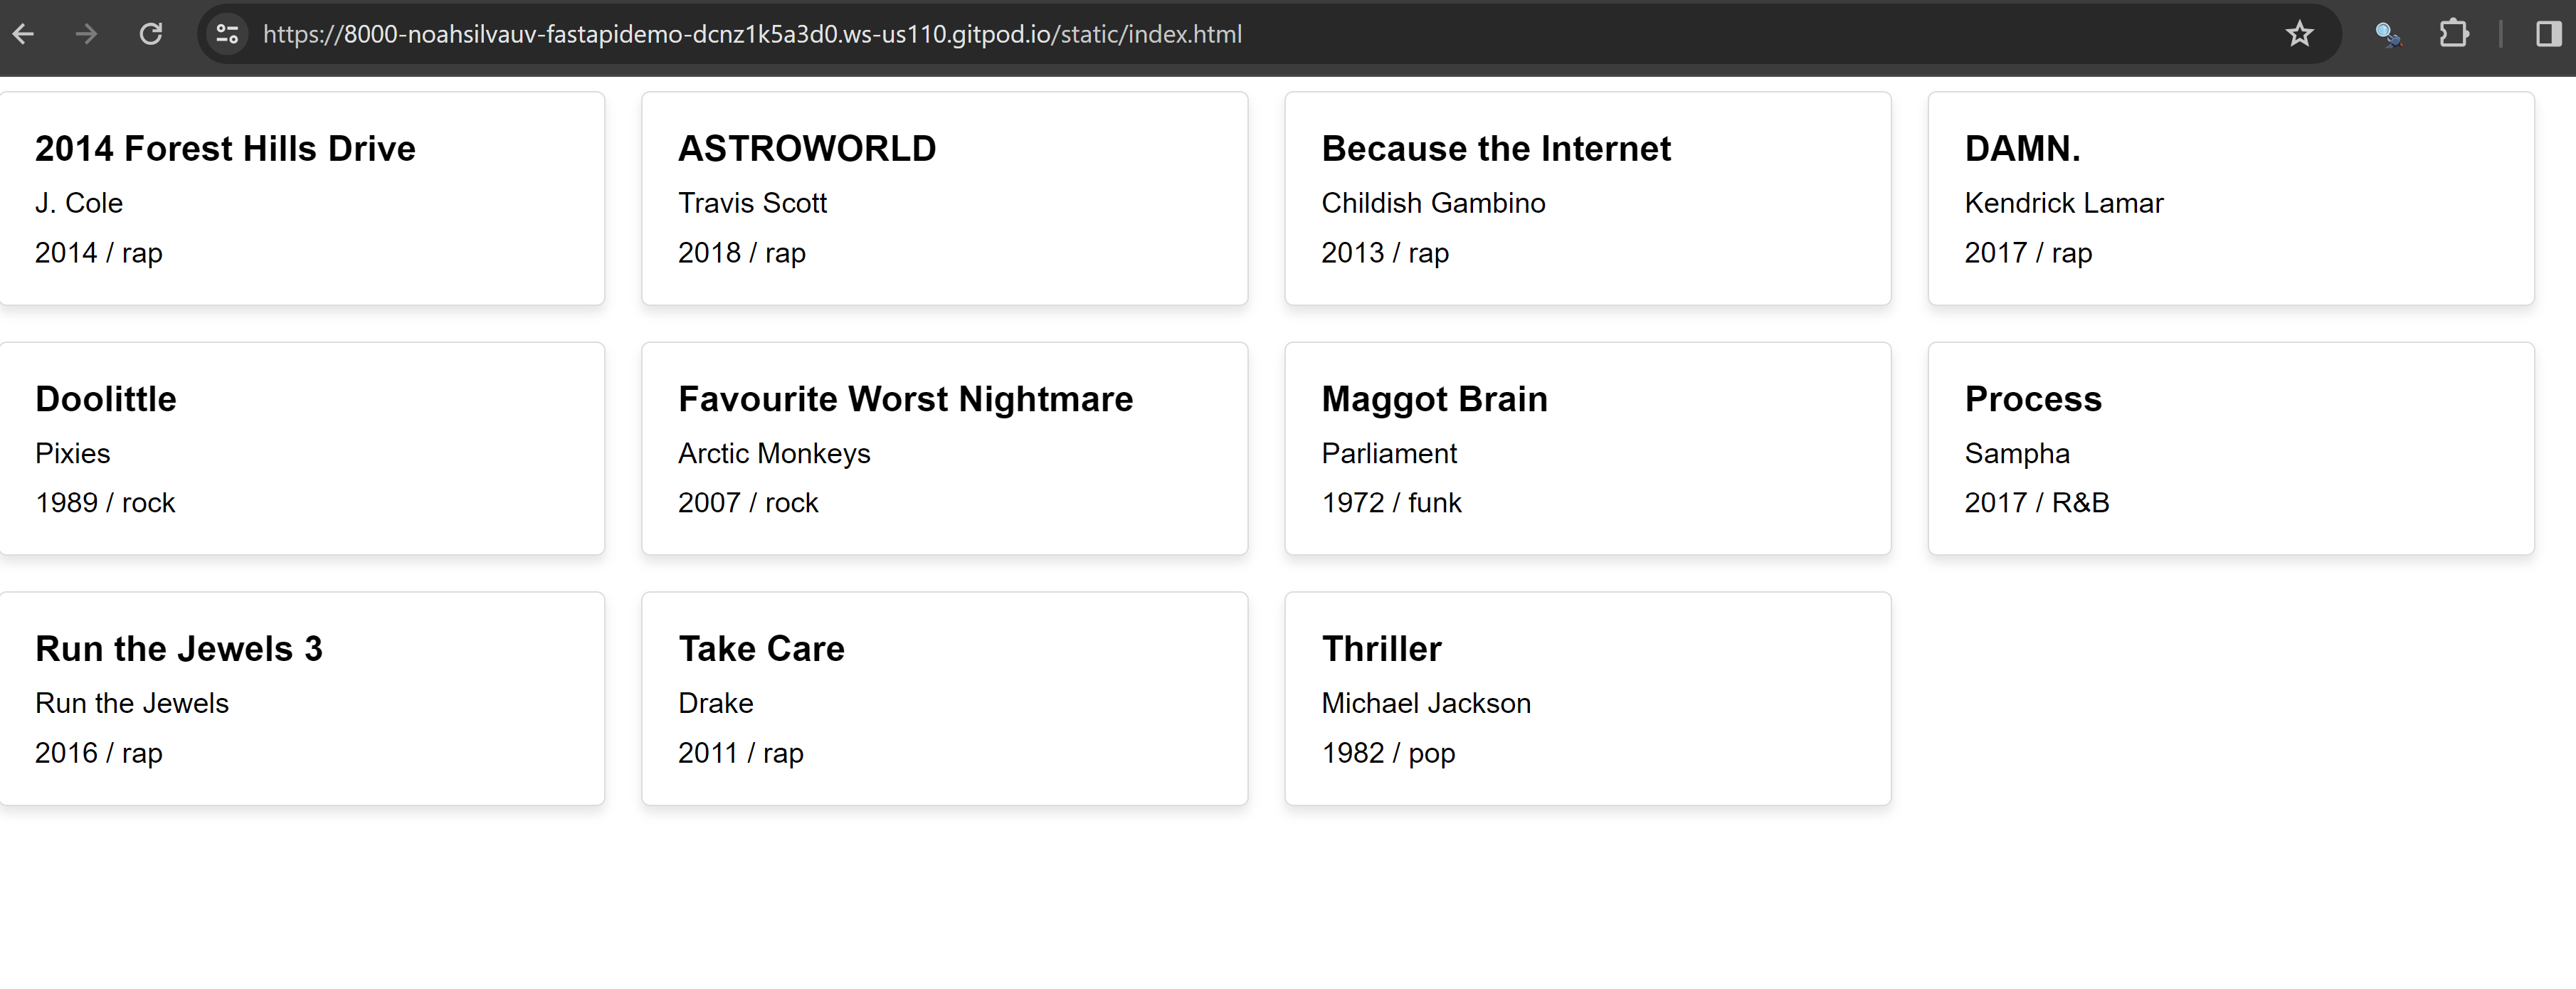 https://8000-noahsilvauv-fastapidemo-dcnz1k5a3d0.ws-us110.gitpod.io/static/index.html
2014 Forest Hills Drive
J. Cole
2014 / rap
ASTROWORLD
Travis Scott
2018 / rap
Because the Internet
Childish Gambino
2013 / rap
DAMN.
Kendrick Lamar
2017 / rap
Doolittle
Pixies
1989 / rock
Favourite Worst Nightmare
Arctic Monkeys
2007 / rock
Maggot Brain
Parliament
1972 / funk
Process
Sampha
2017 / R&B
Run the Jewels 3
Run the Jewels
2016 / rap
Take Care
Drake
2011 / rap
Thriller
Michael Jackson
1982 / pop